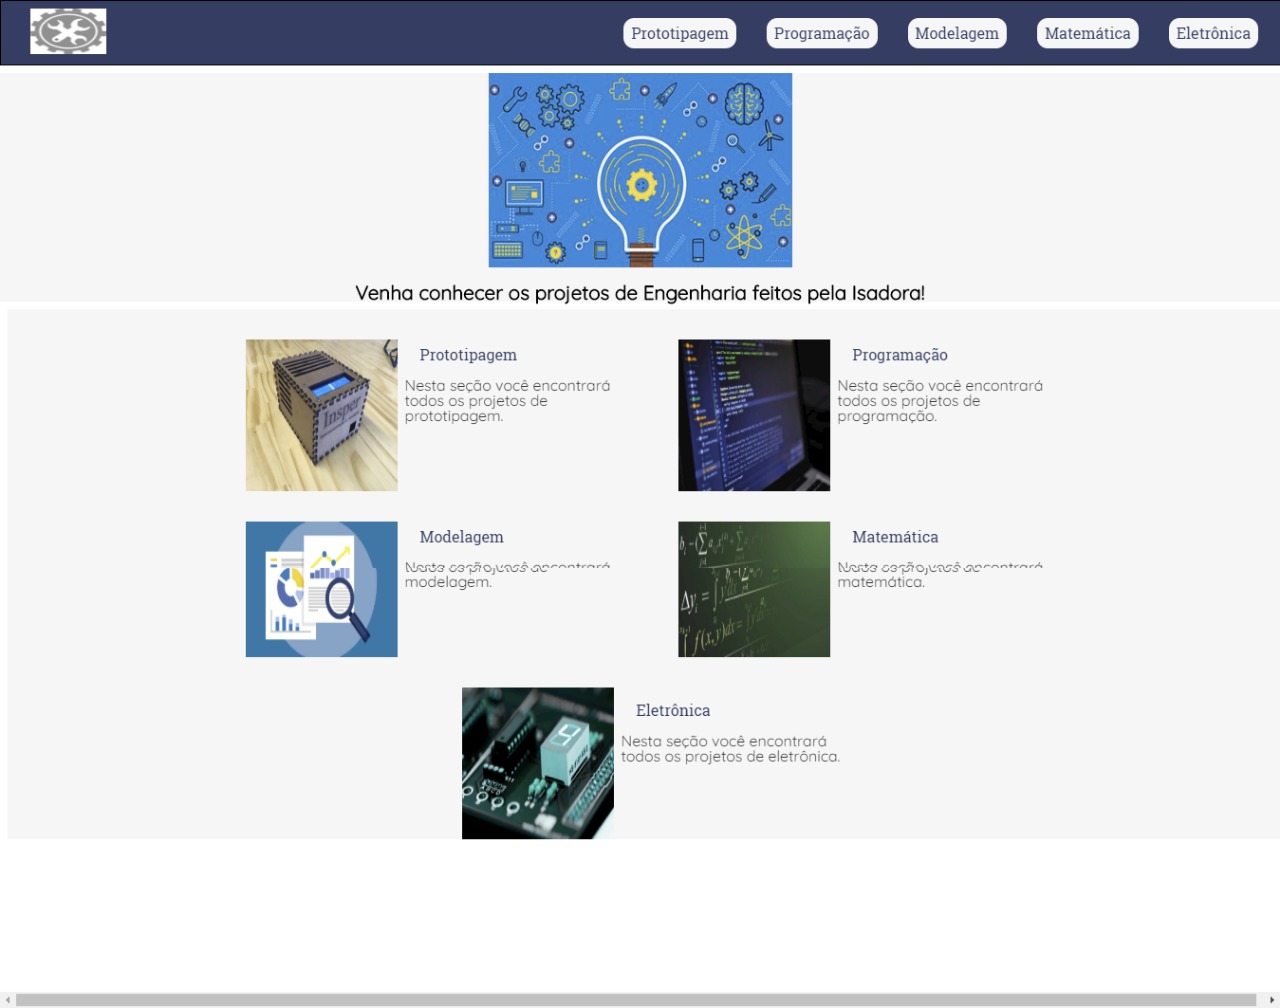 Prototipagem
Programação
Modelagem
Matemática
Eletrônica
Venha conhecer os projetos de Engenharia feitos pela Isadora!
Insper
Prototipagem
Nesta seção você encontrará
todos os projetos de
prototipagem.
Programação
Nesta seção você encontrará
todos os projetos de
programação.
Modelagem
modelagem.
Matemática
matemática.
Eletrônica
Nesta seção você encontrará
todos os projetos de eletrônica.